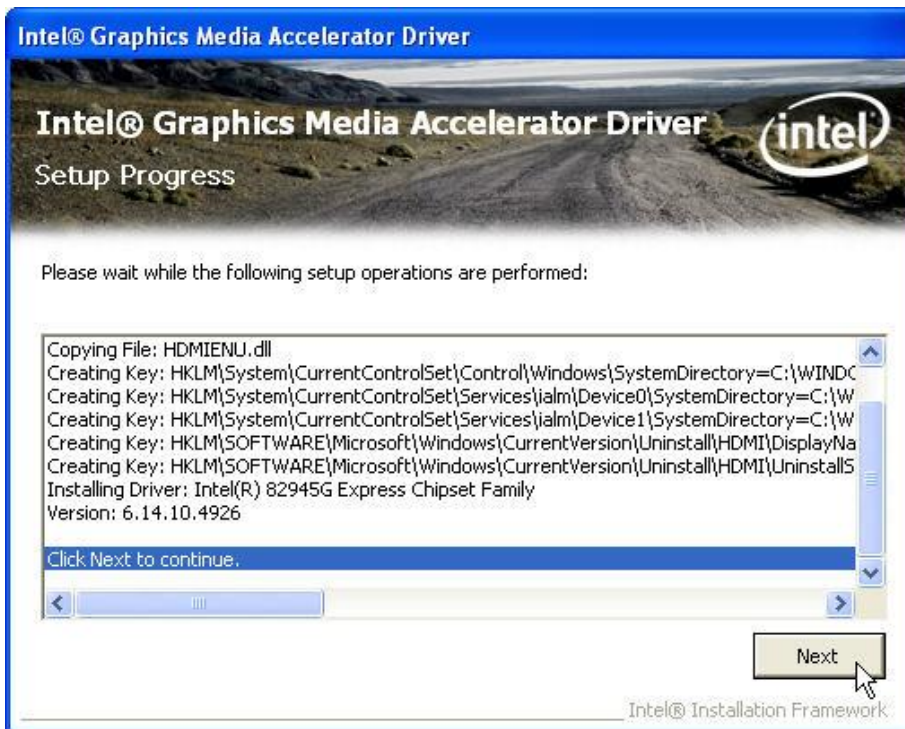 Intel® Graphics Media Accelerator Driver
Intel® Graphics Media Accelerator Driver
intel
Setup Progress
Please wait while the following setup operations are performed:
Copying File: HDMIENU.dll
Creating Key: HKLM\System\CurrentControlSet\Control\Windows\SystemDirectory=C:\WINDO
Creating Key: HKLM\System\CurrentControlSet\Services\ialm\Device0\SystemDirectory=C:\W
Creating Key: HKLM\System\CurrentControlSet\Services\ialm\Device1\SystemDirectory=C:\W
Creating Key: HKLM\SOFTWARE\Microsoft\Windows\CurrentVersion\Uninstall\HDMI\DisplayNa
Creating Key: HKLM\SOFTWARE\Microsoft\Windows\CurrentVersion\Uninstall\HDMI\UninstallS
Installing Driver: Intel(R) 82945G Express Chipset Family
Version: 6.14.10.4926
Click Next to continue.
Next
Intel® Installation Framework